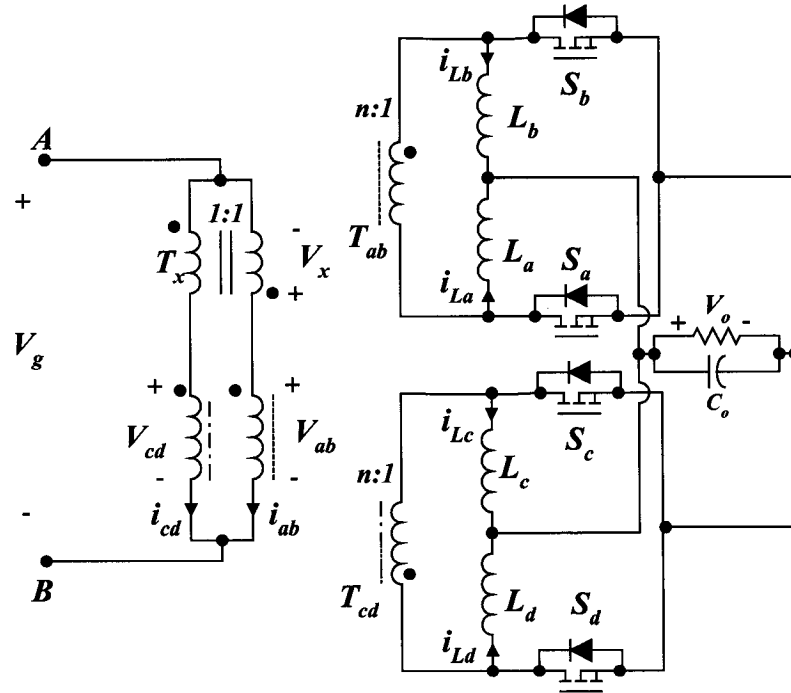 A
+
V_g
-
B
1:1
T_x
-
V_x
+
+
V_cd
-
i_cd
+
V_ab
-
i_ab
n:1
T_ab
i_Lb
L_b
S_b
L_a
i_La
S_a
+ V_o -
C_o
n:1
T_cd
i_Lc
L_c
S_c
L_d
i_Ld
S_d